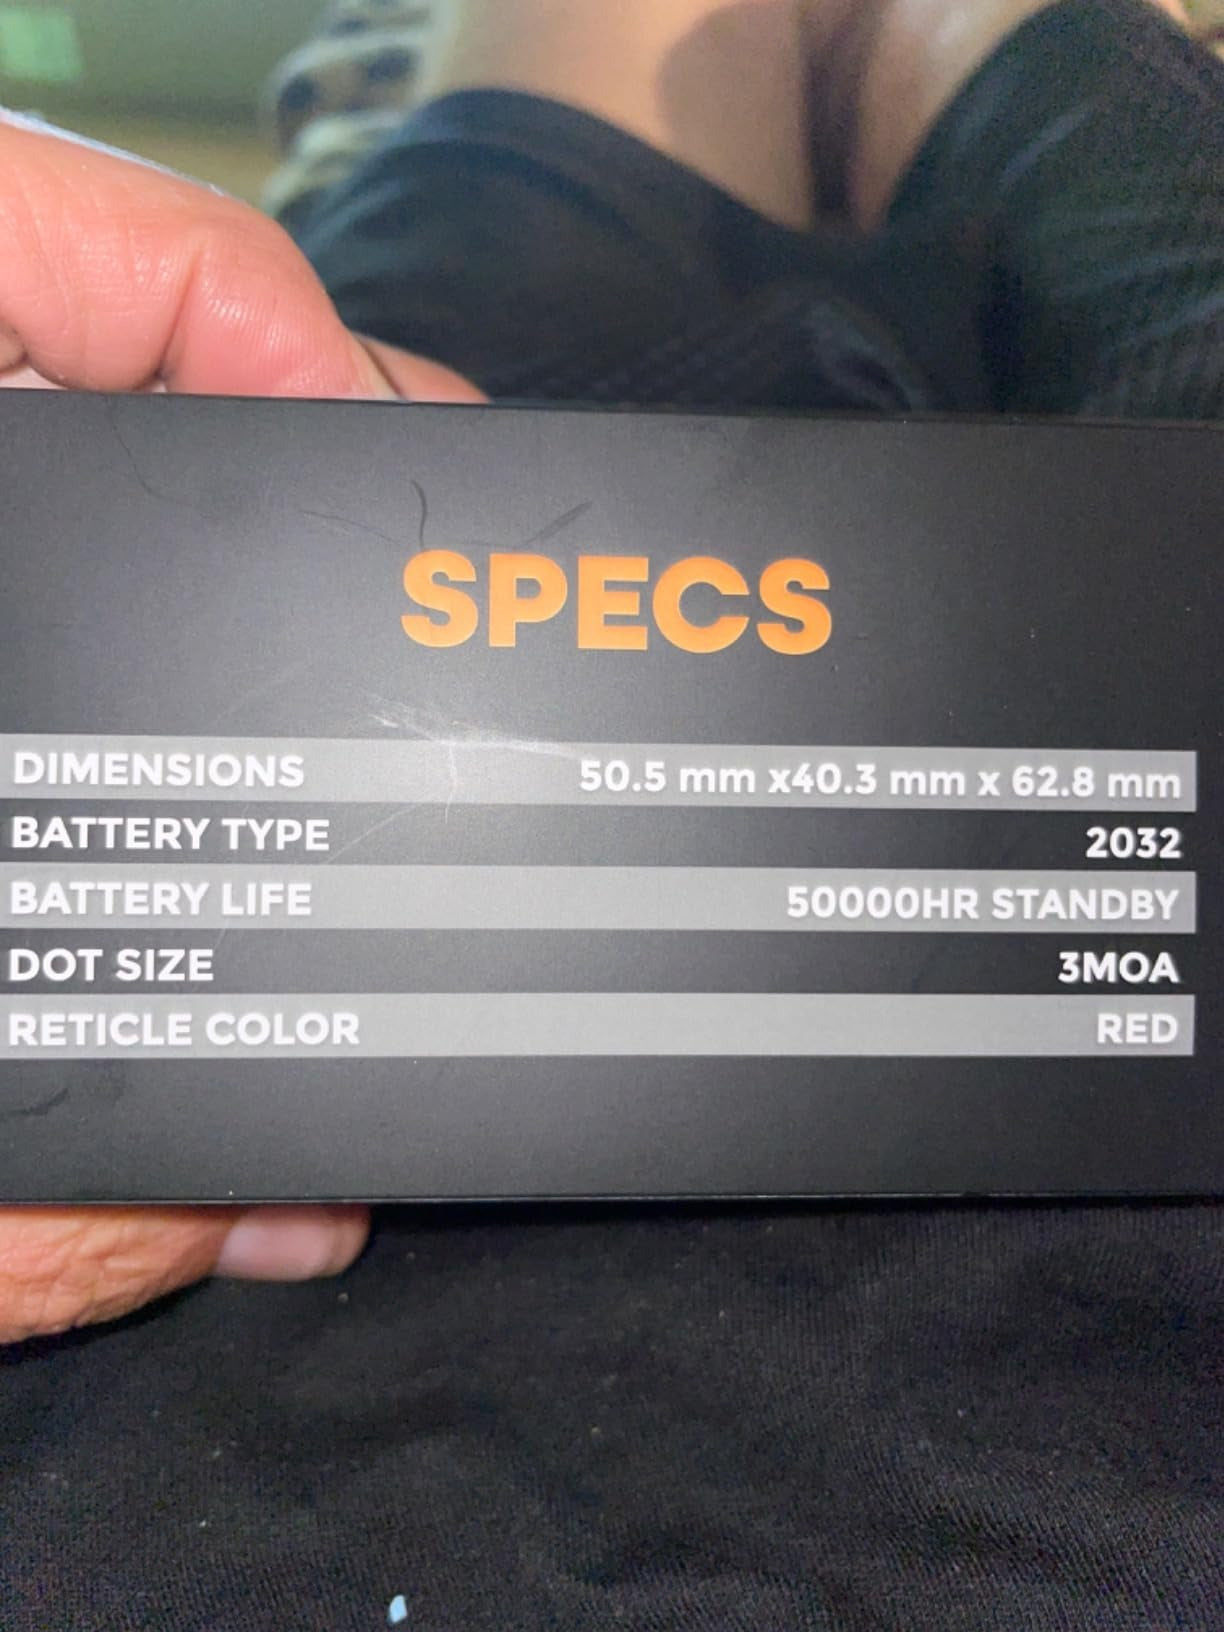 SPECS
DIMENSIONS 50.5 mm x40.3 mm x 62.8 mm
BATTERY TYPE 2032
BATTERY LIFE 50000HR STANDBY
DOT SIZE 3MOA
RETICLE COLOR RED